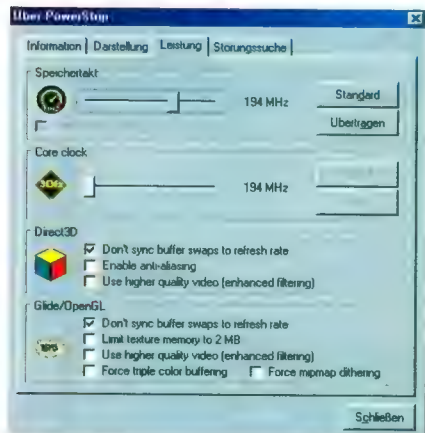 Über PowerStrip
Information Darstellung Leistung Störungssuche
Speichertakt
194 MHz
Standard
Übertragen
Core clock
3Dfx
194 MHz
Direct3D
Don't sync buffer swaps to refresh rate
Enable anti-aliasing
Use higher quality video (enhanced filtering)
Glide/OpenGL
Don't sync buffer swaps to refresh rate
Limit texture memory to 2 MB
Use higher quality video (enhanced filtering)
Force triple color buffering Force mipmap dithering
Schließen